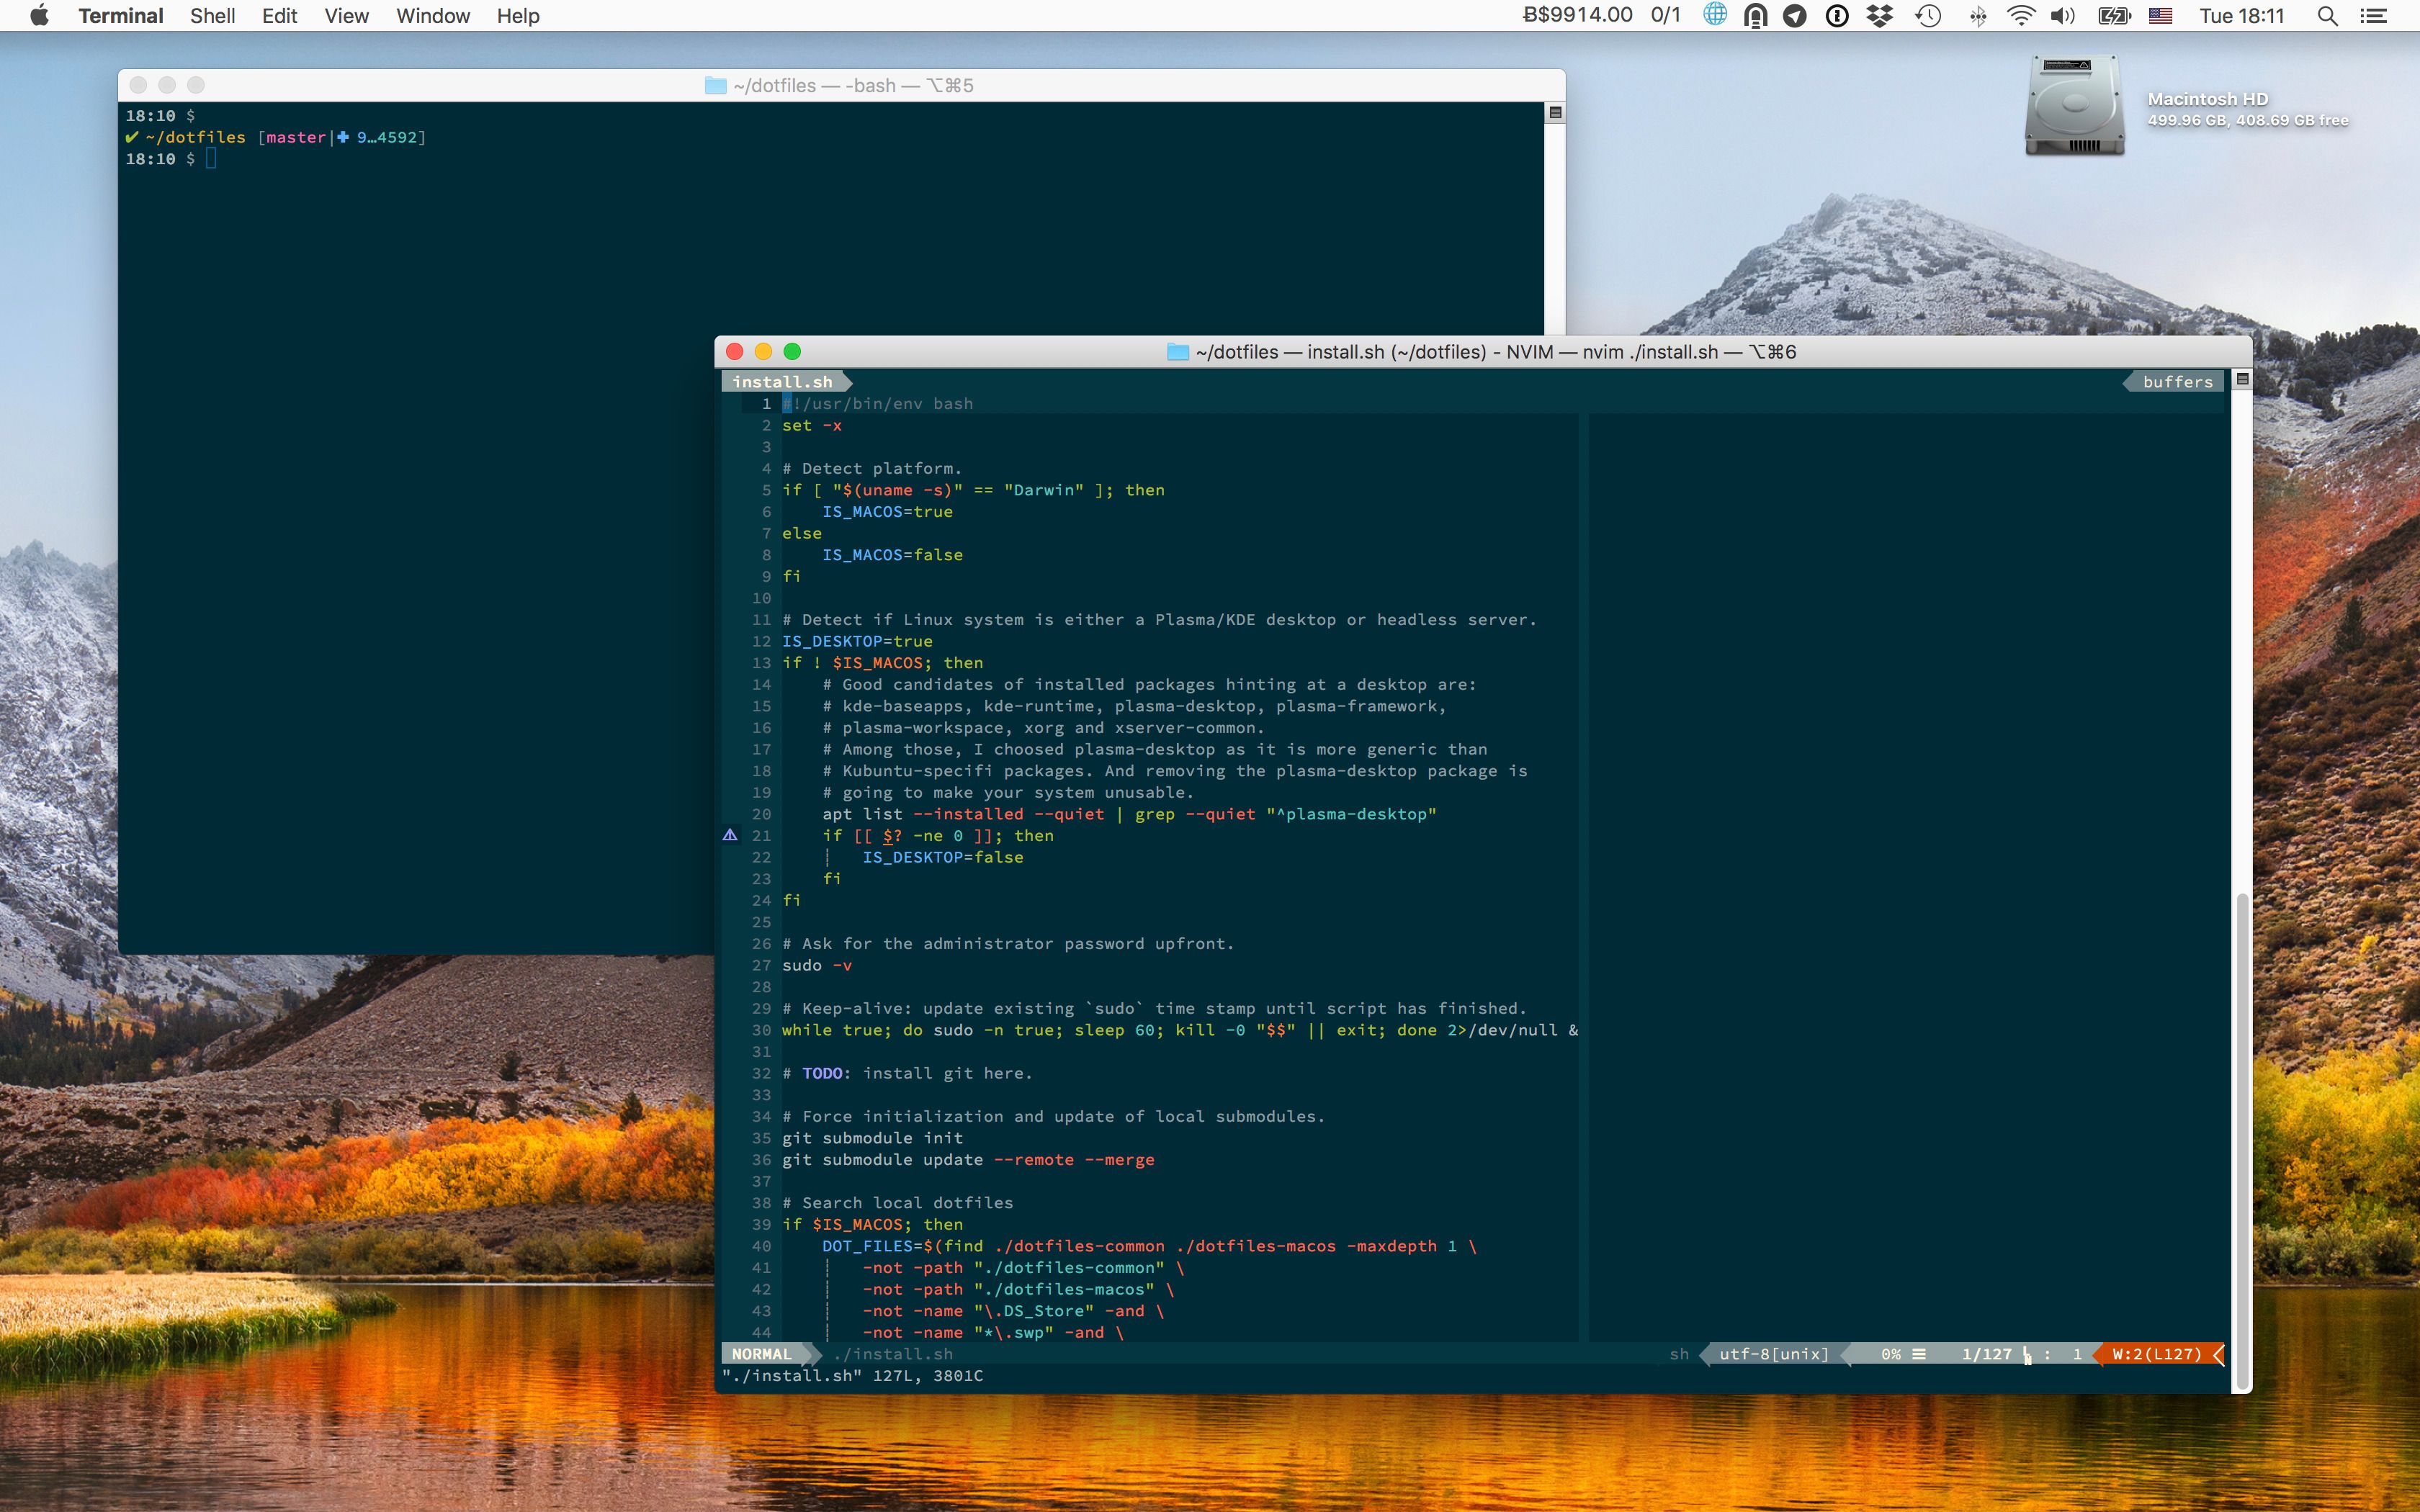 Terminal Shell Edit View Window Help Ƀ$9914.00 0/1 Tue 18:11
Macintosh HD
499.96 GB, 408.69 GB free
~/dotfiles — -bash — ⌥⌘5
18:10 $
✔ ~/dotfiles [master|✚ 9…4592]
18:10 $
~/dotfiles — install.sh (~/dotfiles) - NVIM — nvim ./install.sh — ⌥⌘6
install.sh buffers
1 #!/usr/bin/env bash
2 set -x
3
4 # Detect platform.
5 if [ "$(uname -s)" == "Darwin" ]; then
6     IS_MACOS=true
7 else
8     IS_MACOS=false
9 fi
10
11 # Detect if Linux system is either a Plasma/KDE desktop or headless server.
12 IS_DESKTOP=true
13 if ! $IS_MACOS; then
14     # Good candidates of installed packages hinting at a desktop are:
15     # kde-baseapps, kde-runtime, plasma-desktop, plasma-framework,
16     # plasma-workspace, xorg and xserver-common.
17     # Among those, I choosed plasma-desktop as it is more generic than
18     # Kubuntu-specifi packages. And removing the plasma-desktop package is
19     # going to make your system unusable.
20     apt list --installed --quiet | grep --quiet "^plasma-desktop"
⚠ 21     if [[ $? -ne 0 ]]; then
22     ¦   IS_DESKTOP=false
23     fi
24 fi
25
26 # Ask for the administrator password upfront.
27 sudo -v
28
29 # Keep-alive: update existing `sudo` time stamp until script has finished.
30 while true; do sudo -n true; sleep 60; kill -0 "$$" || exit; done 2>/dev/null &
31
32 # TODO: install git here.
33
34 # Force initialization and update of local submodules.
35 git submodule init
36 git submodule update --remote --merge
37
38 # Search local dotfiles
39 if $IS_MACOS; then
40     DOT_FILES=$(find ./dotfiles-common ./dotfiles-macos -maxdepth 1 \
41     ¦   -not -path "./dotfiles-common" \
42     ¦   -not -path "./dotfiles-macos" \
43     ¦   -not -name "\.DS_Store" -and \
44     ¦   -not -name "*\.swp" -and \
NORMAL ./install.sh sh utf-8[unix] 0% ☰ 1/127 : 1 W:2(L127)
"./install.sh" 127L, 3801C